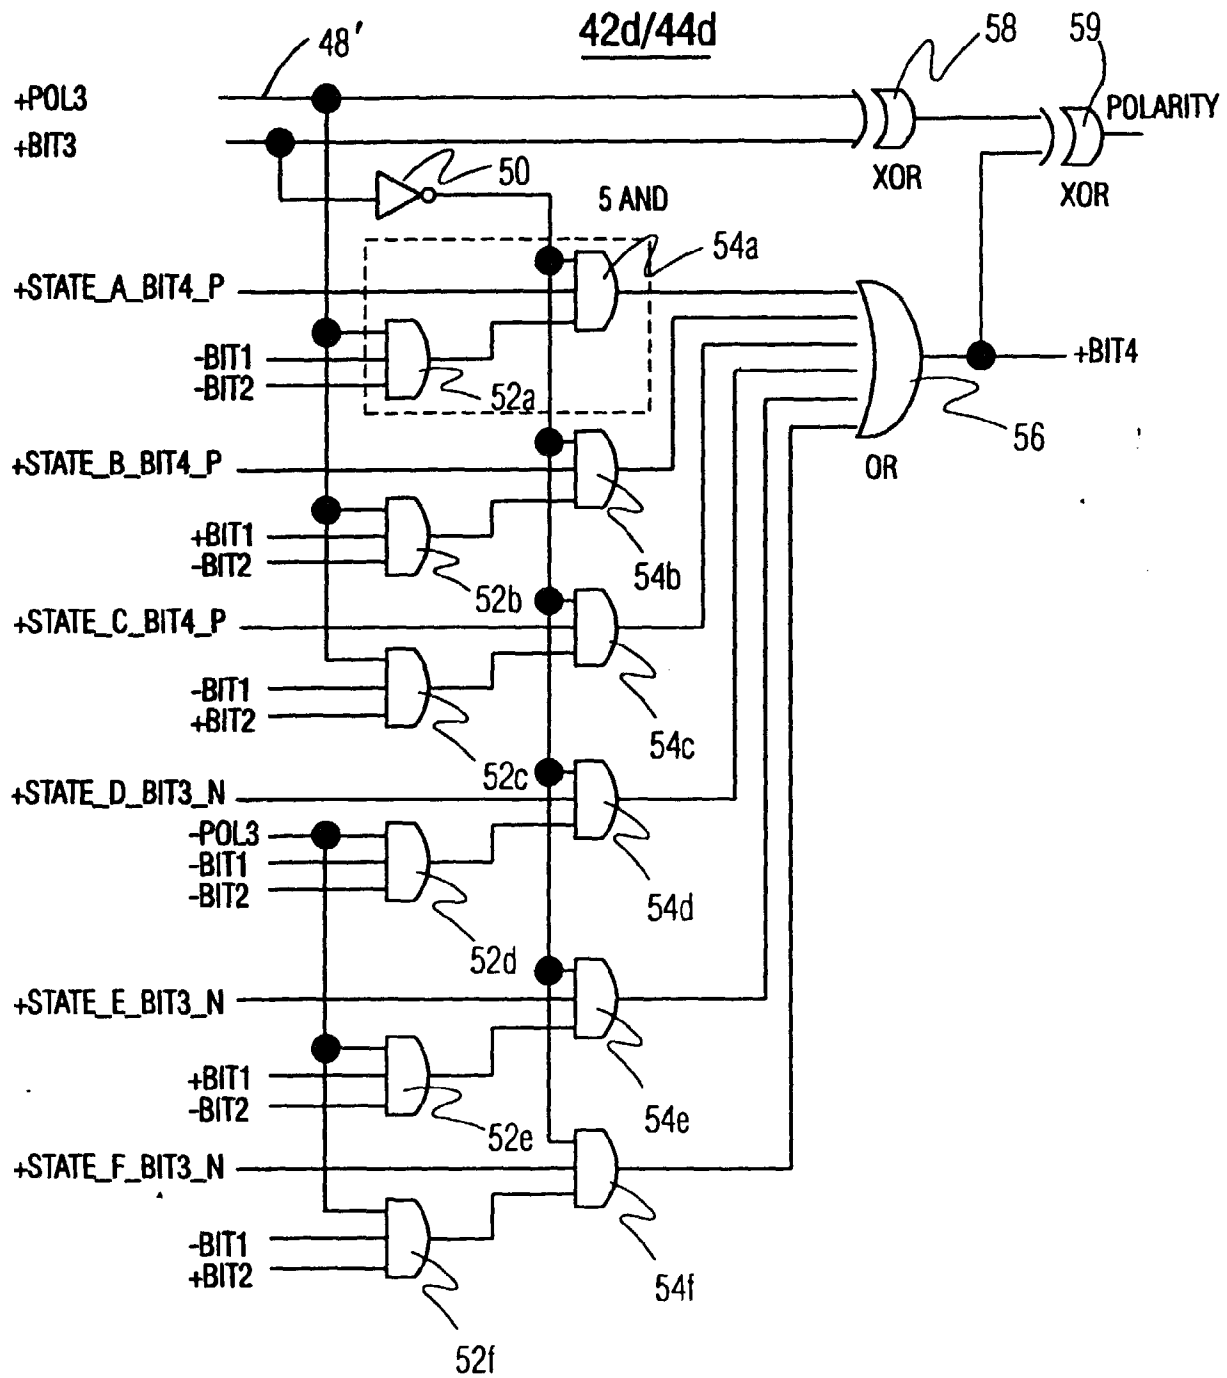 42d/44d
48'
58
59
+POL3
POLARITY
+BIT3
50
XOR
XOR
5 AND
54a
+STATE_A_BIT4_P
-BIT1
-BIT2
52a
+BIT4
56
OR
+STATE_B_BIT4_P
+BIT1
-BIT2
54b
52b
+STATE_C_BIT4_P
-BIT1
+BIT2
54c
52c
+STATE_D_BIT3_N
-POL3
-BIT1
-BIT2
54d
52d
+STATE_E_BIT3_N
+BIT1
-BIT2
54e
52e
+STATE_F_BIT3_N
-BIT1
+BIT2
54f
52f